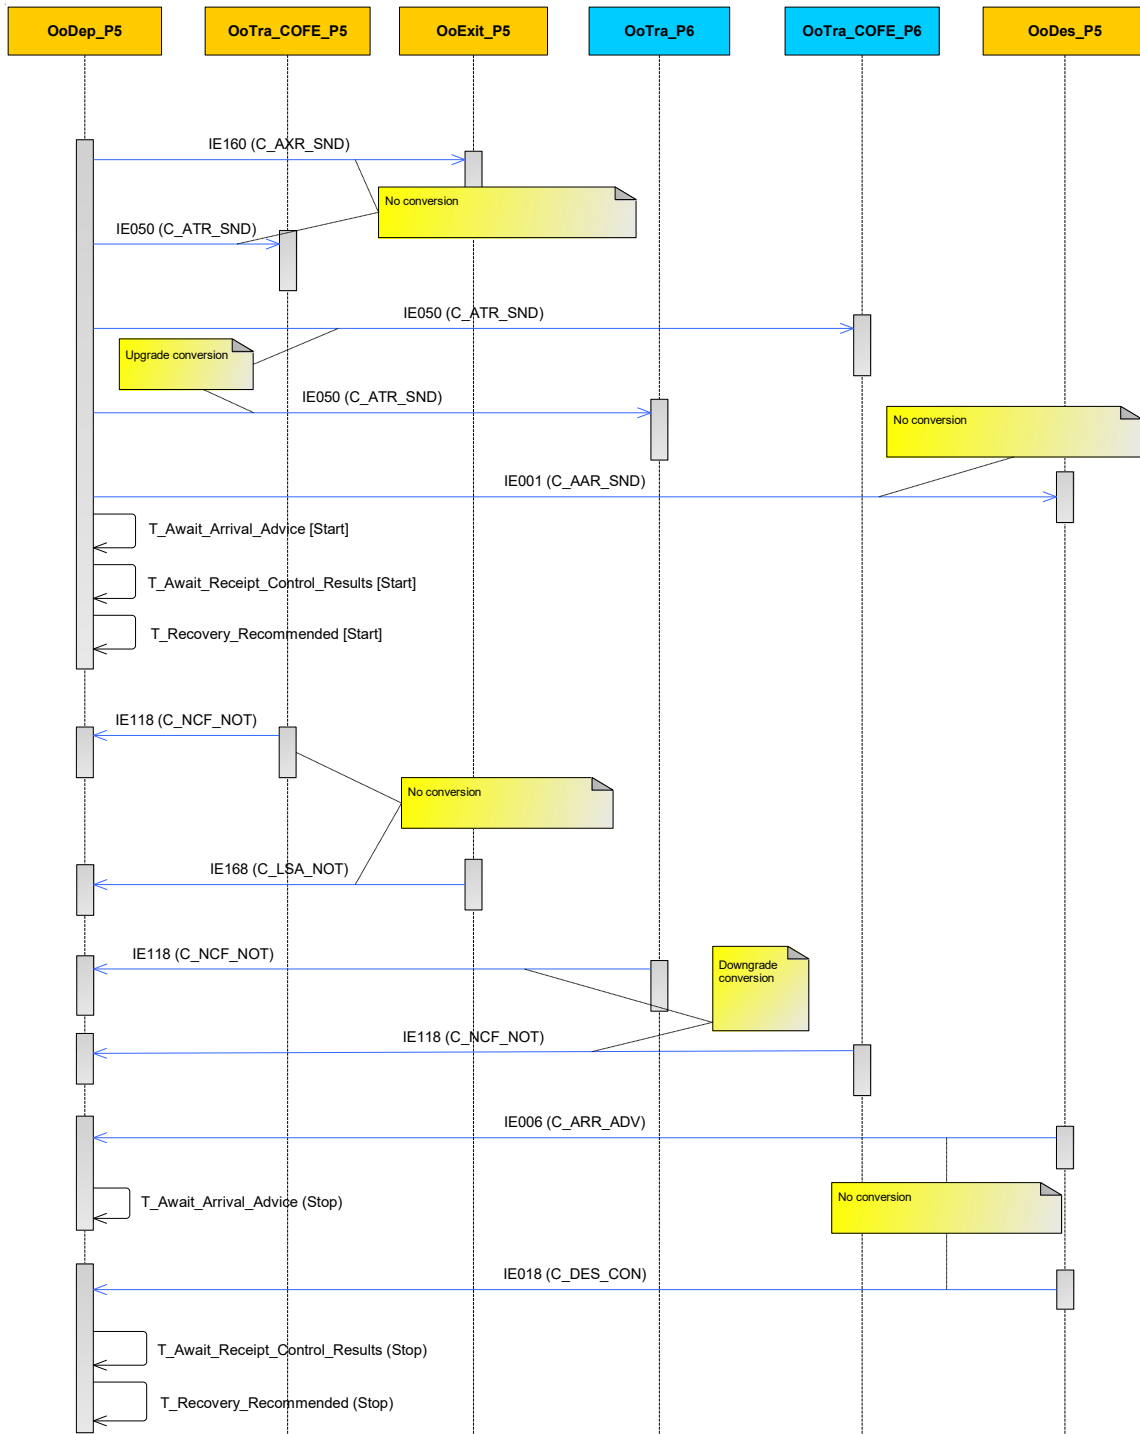 OoDep_P5
OoTra_COFE_P5
OoExit_P5
OoTra_P6
OoTra_COFE_P6
OoDes_P5
IE160 (C_AXR_SND)
No conversion
IE050 (C_ATR_SND)
IE050 (C_ATR_SND)
Upgrade conversion
IE050 (C_ATR_SND)
No conversion
IE001 (C_AAR_SND)
T_Await_Arrival_Advice [Start]
T_Await_Receipt_Control_Results [Start]
T_Recovery_Recommended [Start]
IE118 (C_NCF_NOT)
No conversion
IE168 (C_LSA_NOT)
IE118 (C_NCF_NOT)
Downgrade
conversion
IE118 (C_NCF_NOT)
IE006 (C_ARR_ADV)
No conversion
T_Await_Arrival_Advice (Stop)
IE018 (C_DES_CON)
T_Await_Receipt_Control_Results (Stop)
T_Recovery_Recommended (Stop)